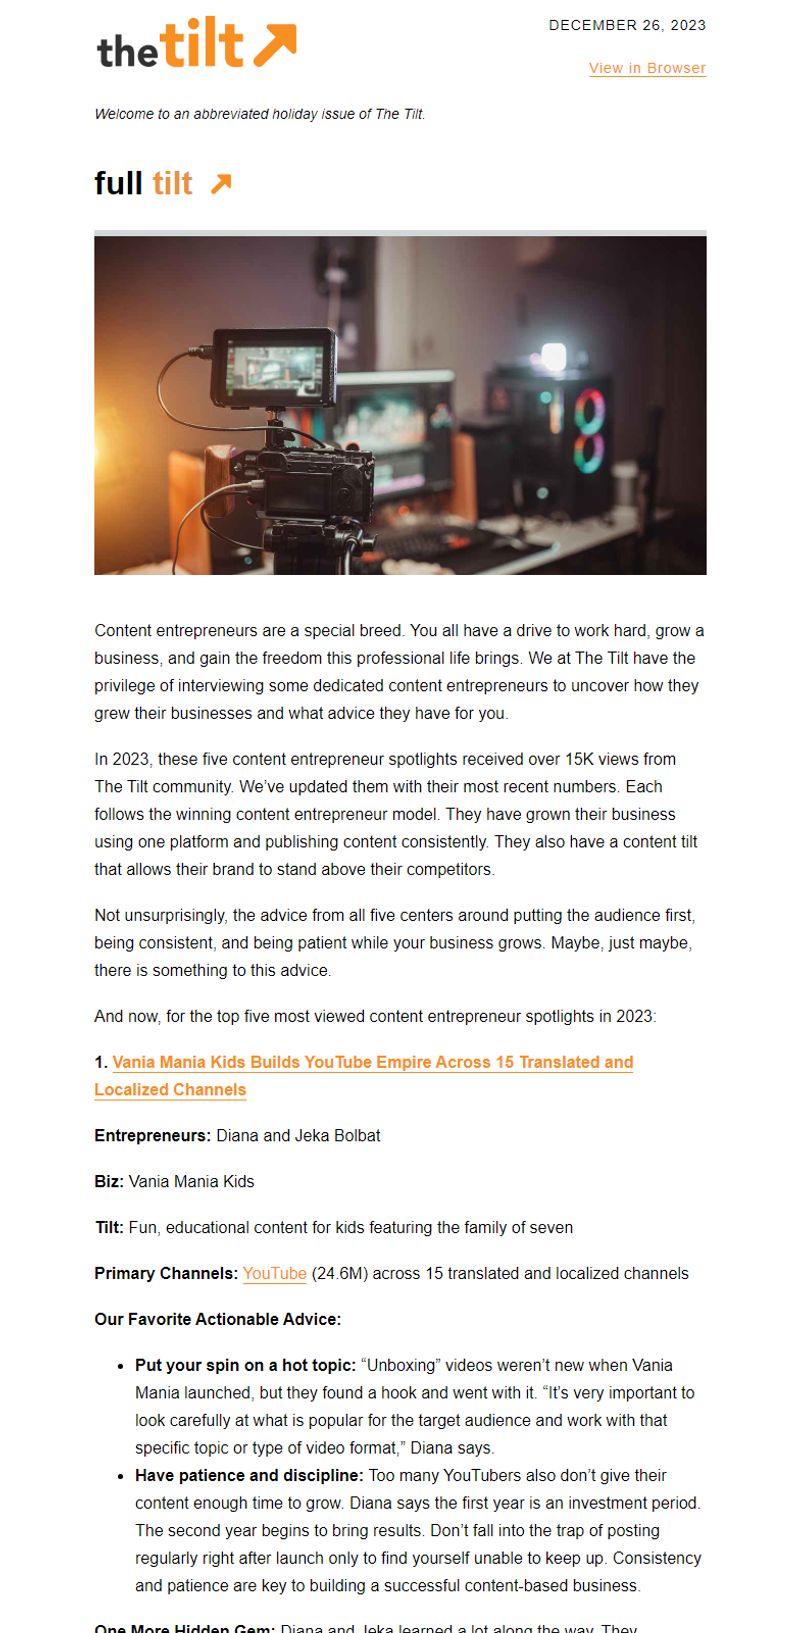 thetilt
DECEMBER 26, 2023
View in Browser
Welcome to an abbreviated holiday issue of The Tilt.
full tilt
Content entrepreneurs are a special breed. You all have a drive to work hard, grow a
business, and gain the freedom this professional life brings. We at The Tilt have the
privilege of interviewing some dedicated content entrepreneurs to uncover how they
grew their businesses and what advice they have for you.
In 2023, these five content entrepreneur spotlights received over 15K views from
The Tilt community. We’ve updated them with their most recent numbers. Each
follows the winning content entrepreneur model. They have grown their business
using one platform and publishing content consistently. They also have a content tilt
that allows their brand to stand above their competitors.
Not unsurprisingly, the advice from all five centers around putting the audience first,
being consistent, and being patient while your business grows. Maybe, just maybe,
there is something to this advice.
And now, for the top five most viewed content entrepreneur spotlights in 2023:
1. Vania Mania Kids Builds YouTube Empire Across 15 Translated and
Localized Channels
Entrepreneurs: Diana and Jeka Bolbat
Biz: Vania Mania Kids
Tilt: Fun, educational content for kids featuring the family of seven
Primary Channels: YouTube (24.6M) across 15 translated and localized channels
Our Favorite Actionable Advice:
• Put your spin on a hot topic: “Unboxing” videos weren’t new when Vania
Mania launched, but they found a hook and went with it. “It’s very important to
look carefully at what is popular for the target audience and work with that
specific topic or type of video format,” Diana says.
• Have patience and discipline: Too many YouTubers also don’t give their
content enough time to grow. Diana says the first year is an investment period.
The second year begins to bring results. Don’t fall into the trap of posting
regularly right after launch only to find yourself unable to keep up. Consistency
and patience are key to building a successful content-based business.
One More Hidden Gem: Diana and Jeka learned a lot along the way. They